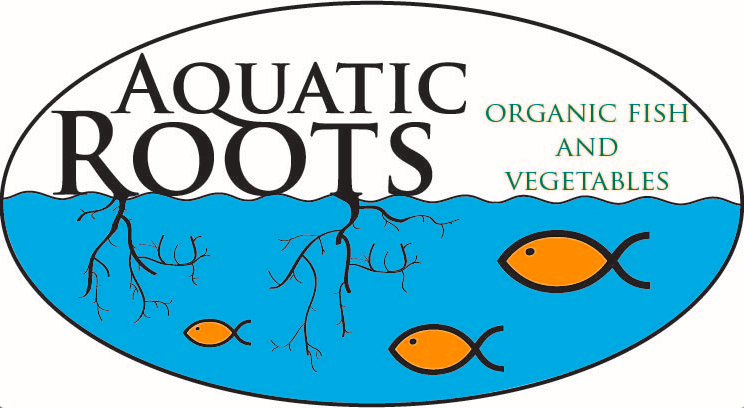 AQUATIC
ROOTS
ORGANIC FISH
AND
VEGETABLES